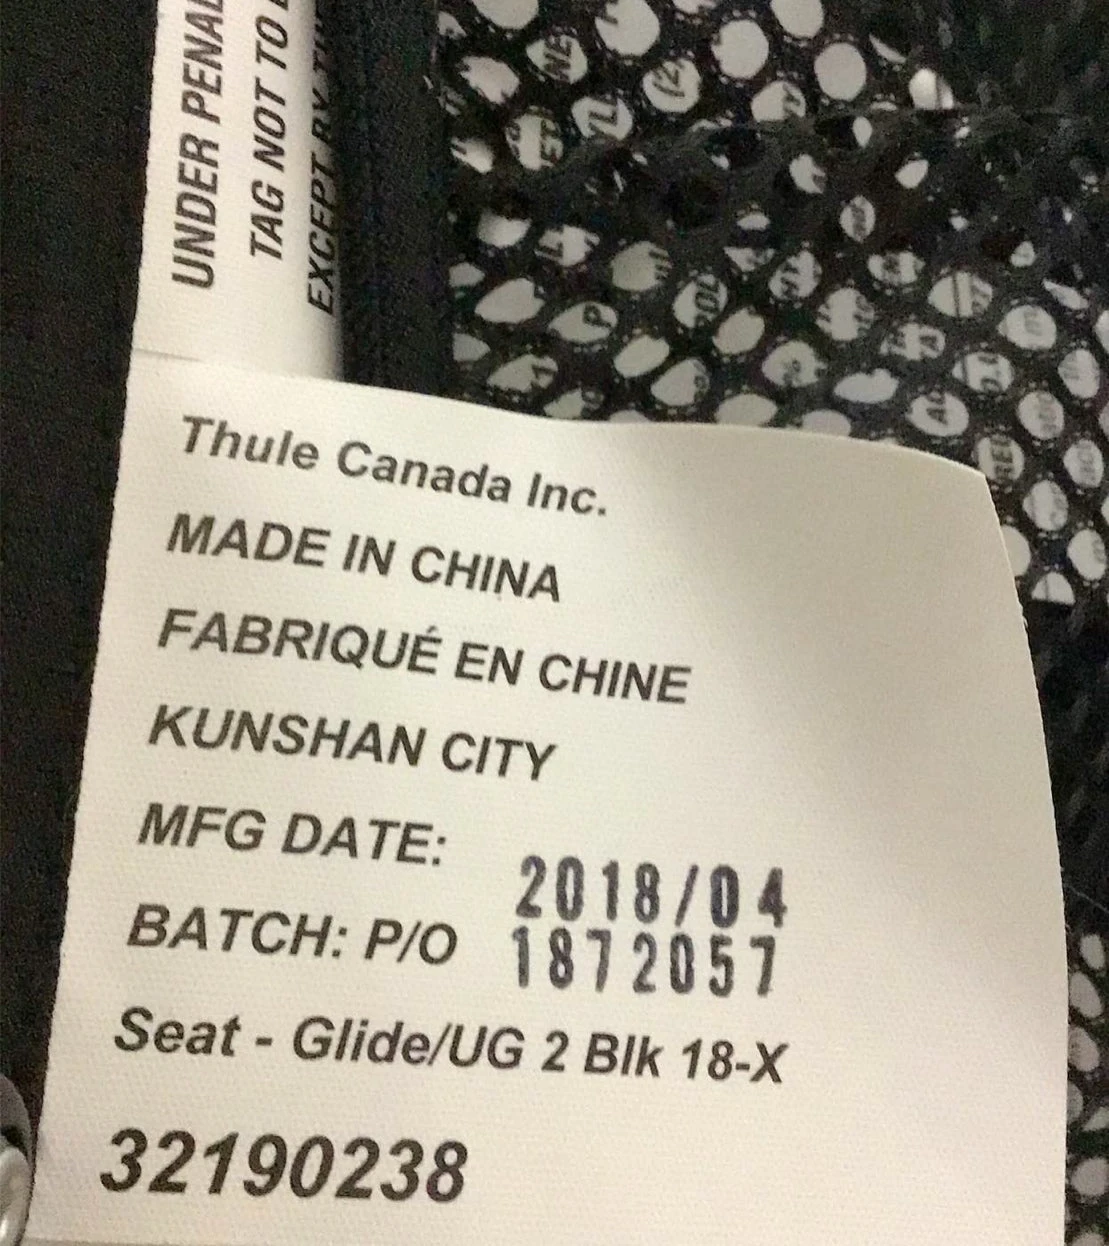 UNDER PENAL
TAG NOT TO
EXCEPT BY
Thule Canada Inc.
MADE IN CHINA
FABRIQUÉ EN CHINE
KUNSHAN CITY
MFG DATE: 2018/04
BATCH: P/O 1872057
Seat - Glide/UG 2 Blk 18-X
32190238